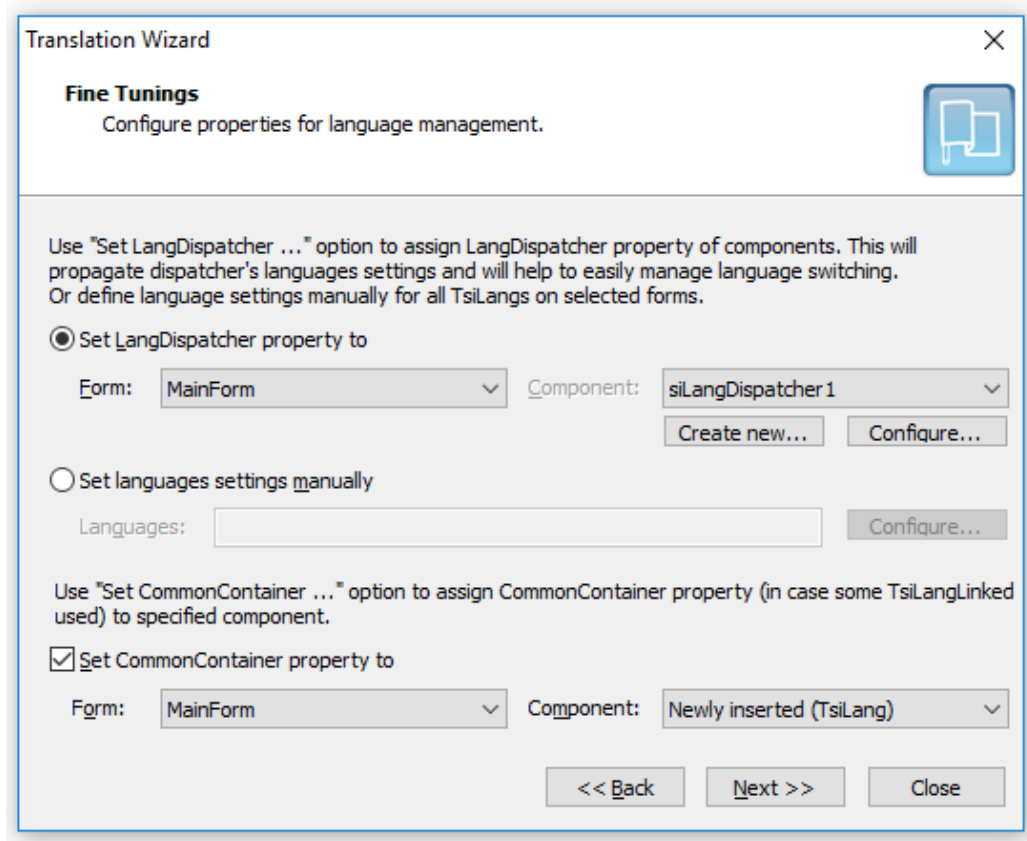 Translation Wizard
Fine Tunings
Configure properties for language management.
Use "Set LangDispatcher ..." option to assign LangDispatcher property of components. This will
propagate dispatcher's languages settings and will help to easily manage language switching.
Or define language settings manually for all TsiLangs on selected forms.
Set LangDispatcher property to
Form: MainForm Component: siLangDispatcher1
Create new... Configure...
Set languages settings manually
Languages: Configure...
Use "Set CommonContainer ..." option to assign CommonContainer property (in case some TsiLangLinked
used) to specified component.
Set CommonContainer property to
Form: MainForm Component: Newly inserted (TsiLang)
<< Back Next >> Close